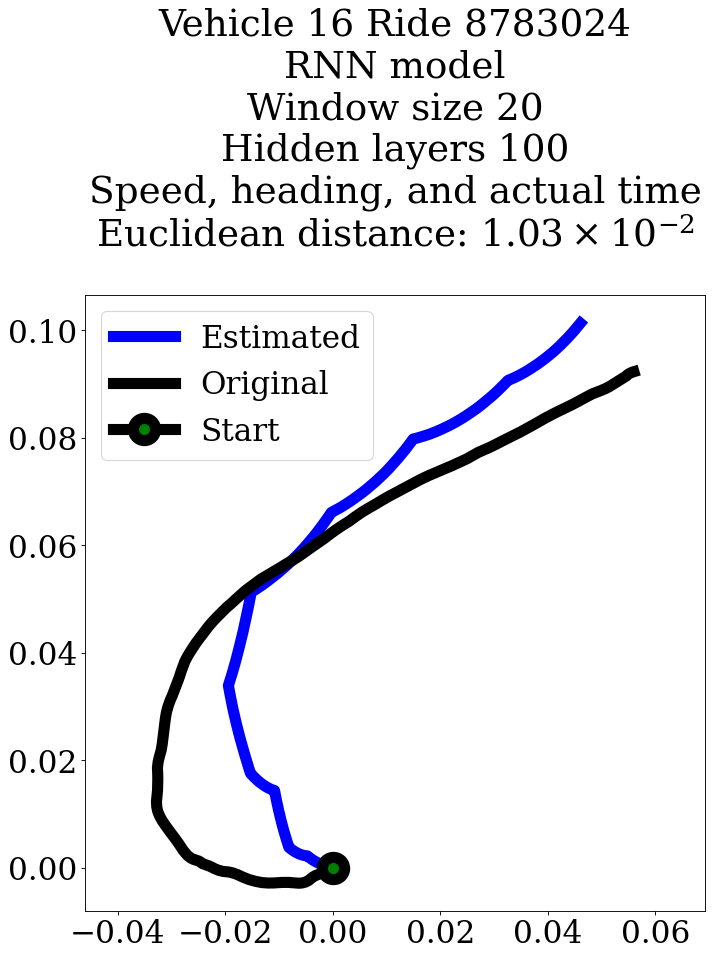 Vehicle 16 Ride 8783024
RNN model
Window size 20
Hidden layers 100
Speed, heading, and actual time
Euclidean distance: 1.03 × 10⁻²
Estimated
Original
Start
0.10
0.08
0.06
0.04
0.02
0.00
−0.04 −0.02 0.00 0.02 0.04 0.06